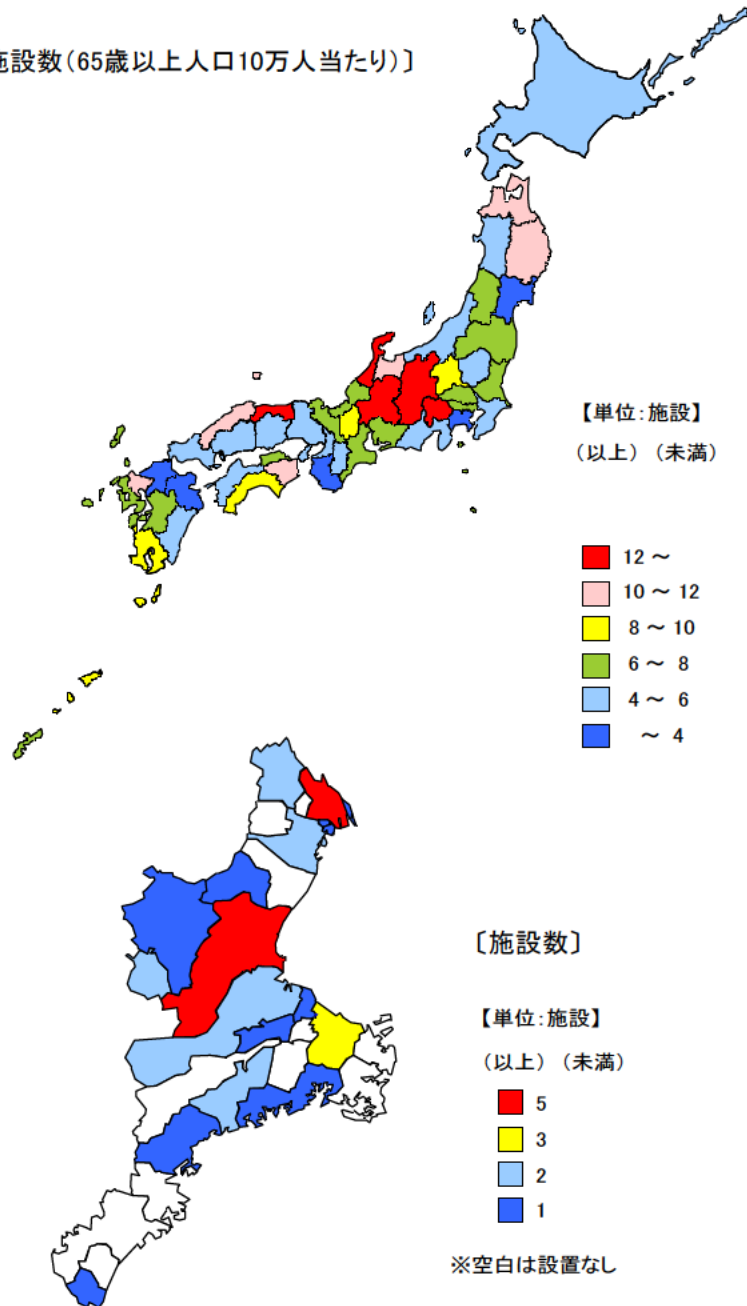 施設数(65歳以上人口10万人当たり)〕
【単位:施設】
(以上) (未満)
12 ～
10 ～ 12
8 ～ 10
6 ～ 8
4 ～ 6
～ 4
〔施設数〕
【単位:施設】
(以上) (未満)
5
3
2
1
※空白は設置なし